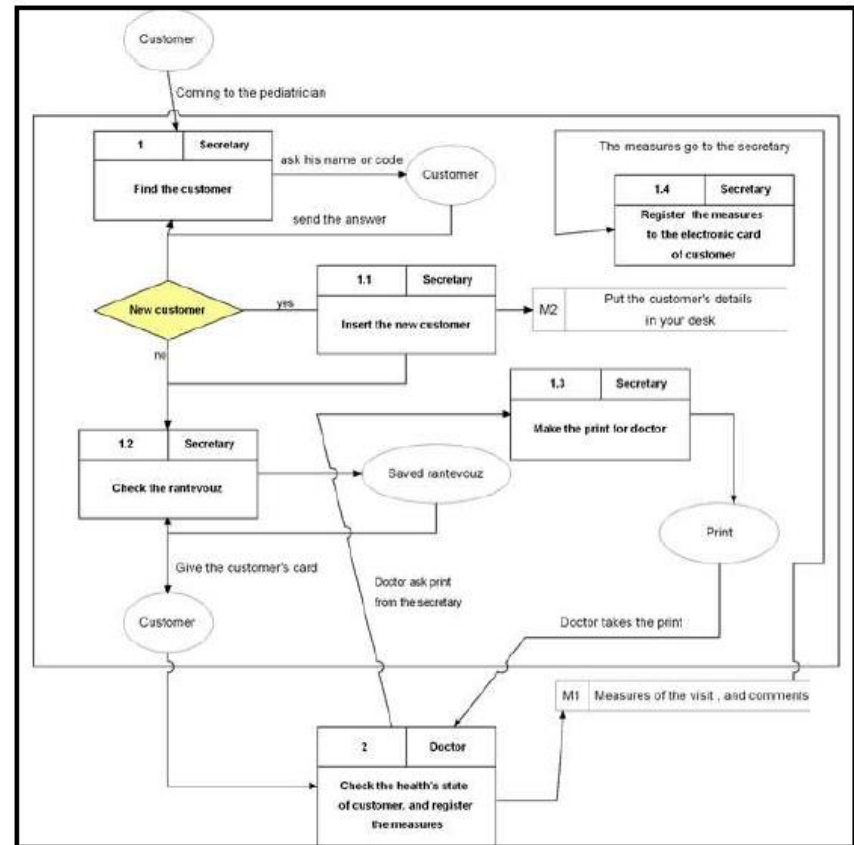 Customer
Coming to the pediatrician
1 Secretary
Find the customer
ask his name or code
Customer
send the answer
The measures go to the secretary
1.4 Secretary
Register the measures
to the electronic card
of customer
New customer
yes
no
1.1 Secretary
Insert the new customer
M2 Put the customer's details
in your desk
1.3 Secretary
Make the print for doctor
1.2 Secretary
Check the rantevouz
Saved rantevouz
Print
Give the customer's card
Customer
Doctor ask print
from the secretary
Doctor takes the print
M1 Measures of the visit , and comments
2 Doctor
Check the health's state
of customer, and register
the measures